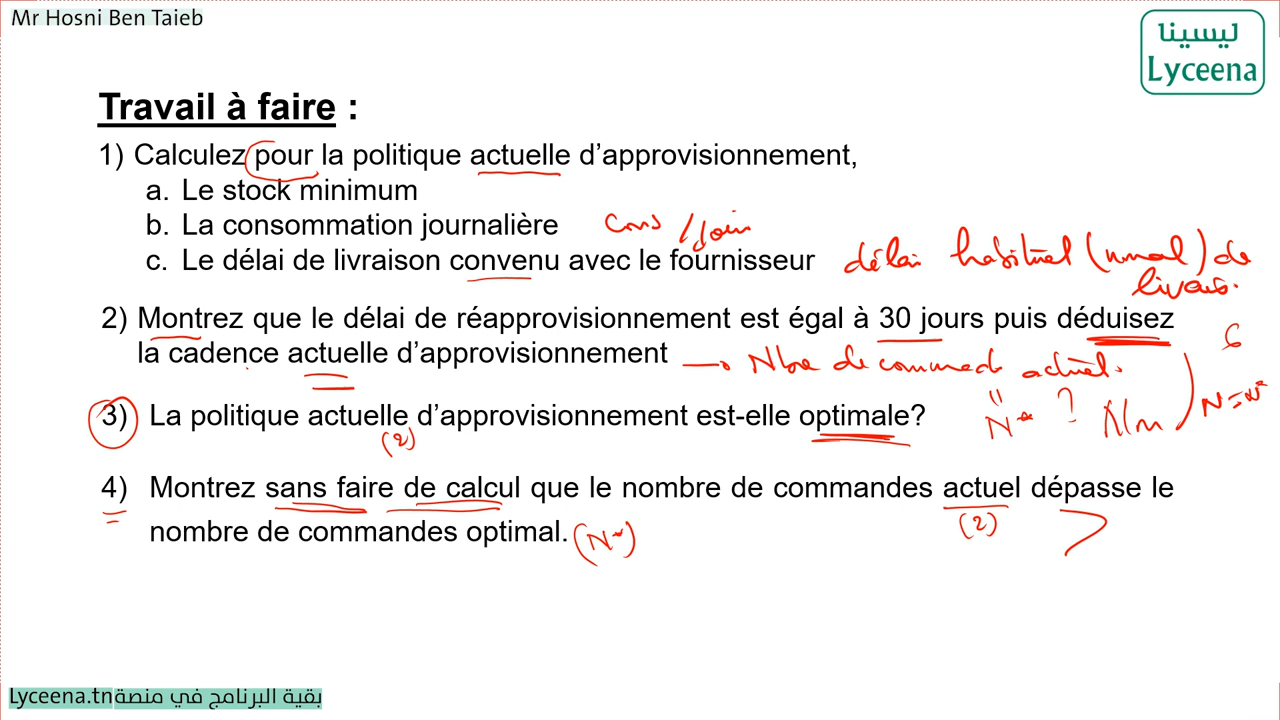 Mr Hosni Ben Taieb
ليسينا
Lyceena
Travail à faire :
1) Calculez pour la politique actuelle d’approvisionnement,
a. Le stock minimum
b. La consommation journalière cons / jour
c. Le délai de livraison convenu avec le fournisseur délai habituel (normal) de
livrais.
2) Montrez que le délai de réapprovisionnement est égal à 30 jours puis déduisez
la cadence actuelle d’approvisionnement → Nbre de commande actuel.
3) La politique actuelle d’approvisionnement est-elle optimale? N* ?
(2)
4) Montrez sans faire de calcul que le nombre de commandes actuel dépasse le
(2) >
nombre de commandes optimal. (N*)
Lyceena.tn بقية البرنامج في منصة